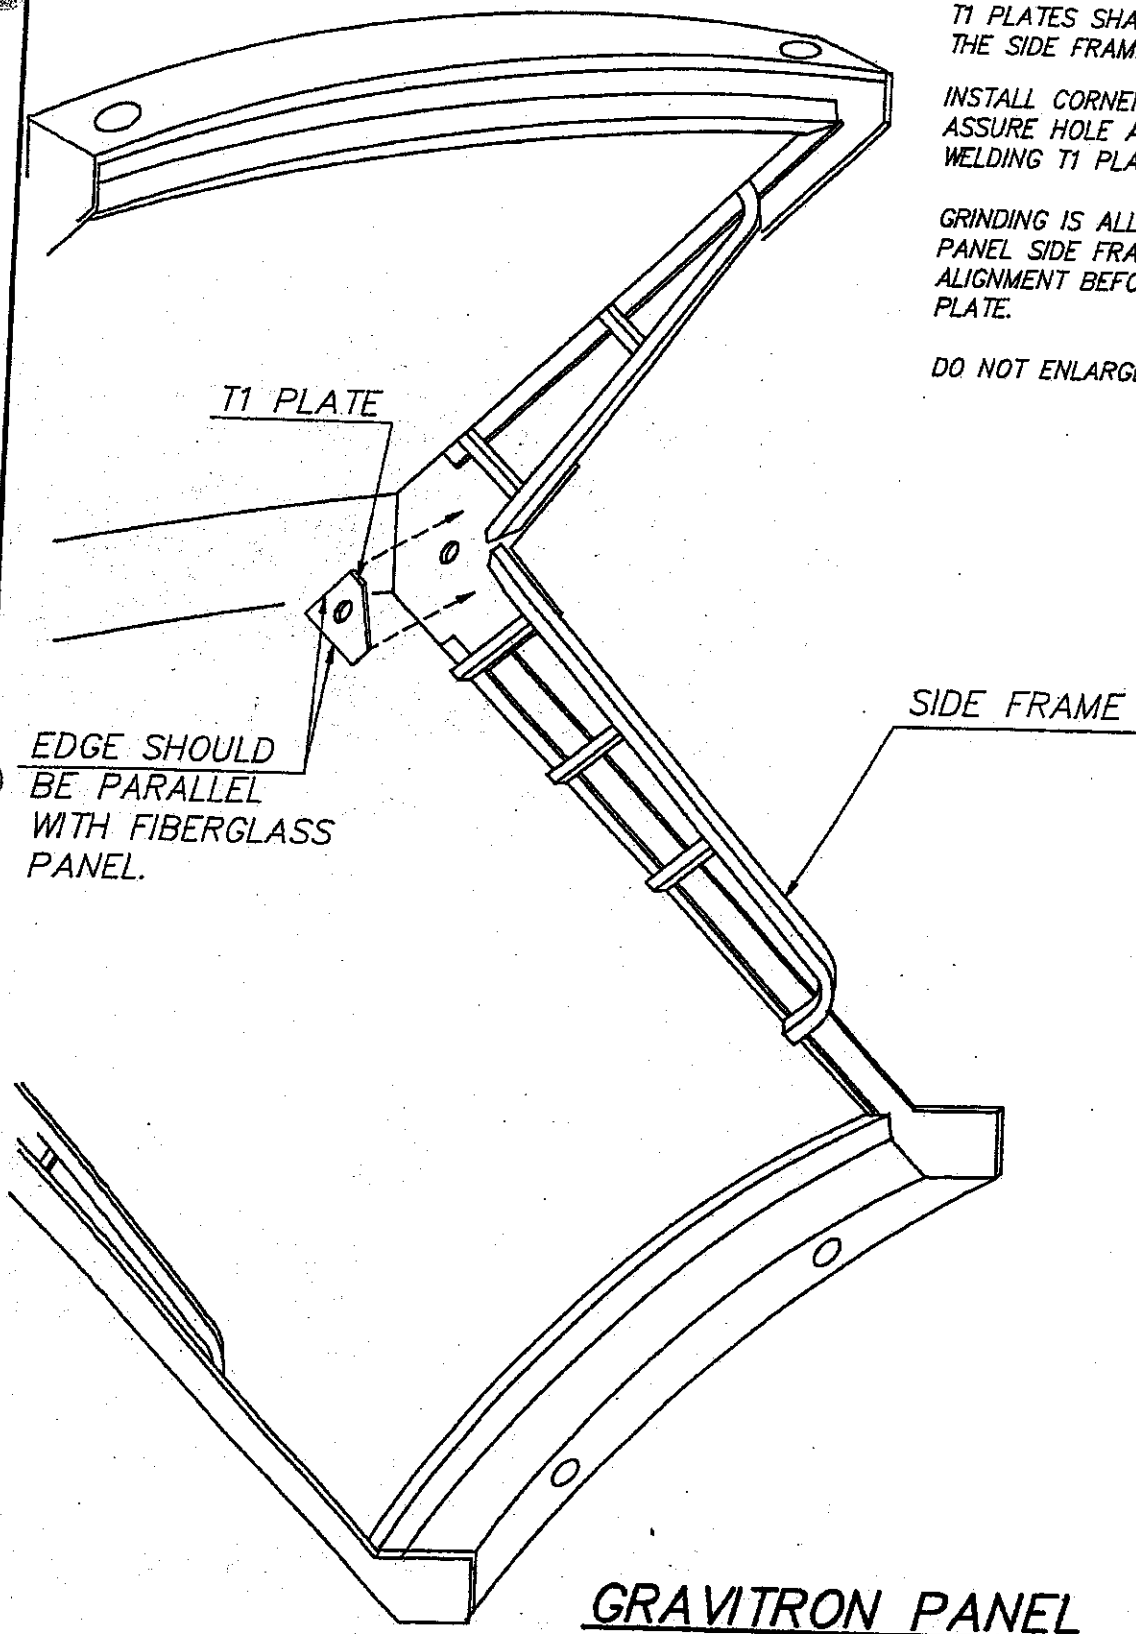 T1 PLATES SHA
THE SIDE FRAM
INSTALL CORNE
ASSURE HOLE A
WELDING T1 PLA
GRINDING IS ALL
PANEL SIDE FRA
ALIGNMENT BEFO
PLATE.
DO NOT ENLARG
T1 PLATE
SIDE FRAME
EDGE SHOULD
BE PARALLEL
WITH FIBERGLASS
PANEL.
GRAVITRON PANEL